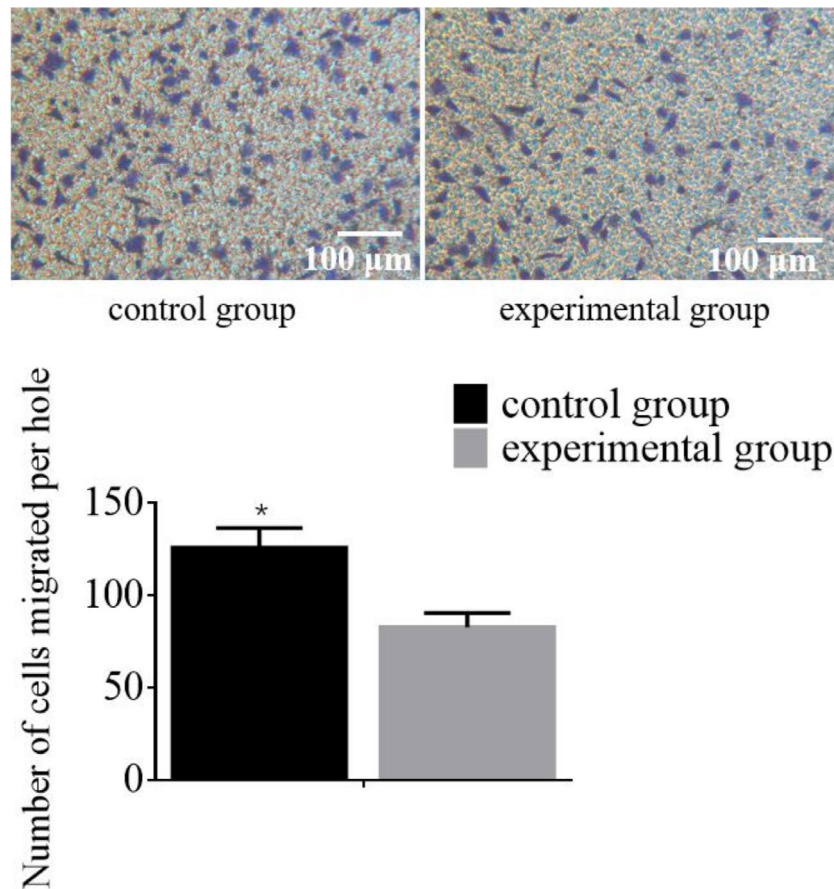 100 µm
100 µm
control group
experimental group
control group
experimental group
Number of cells migrated per hole
150
*
100
50
0